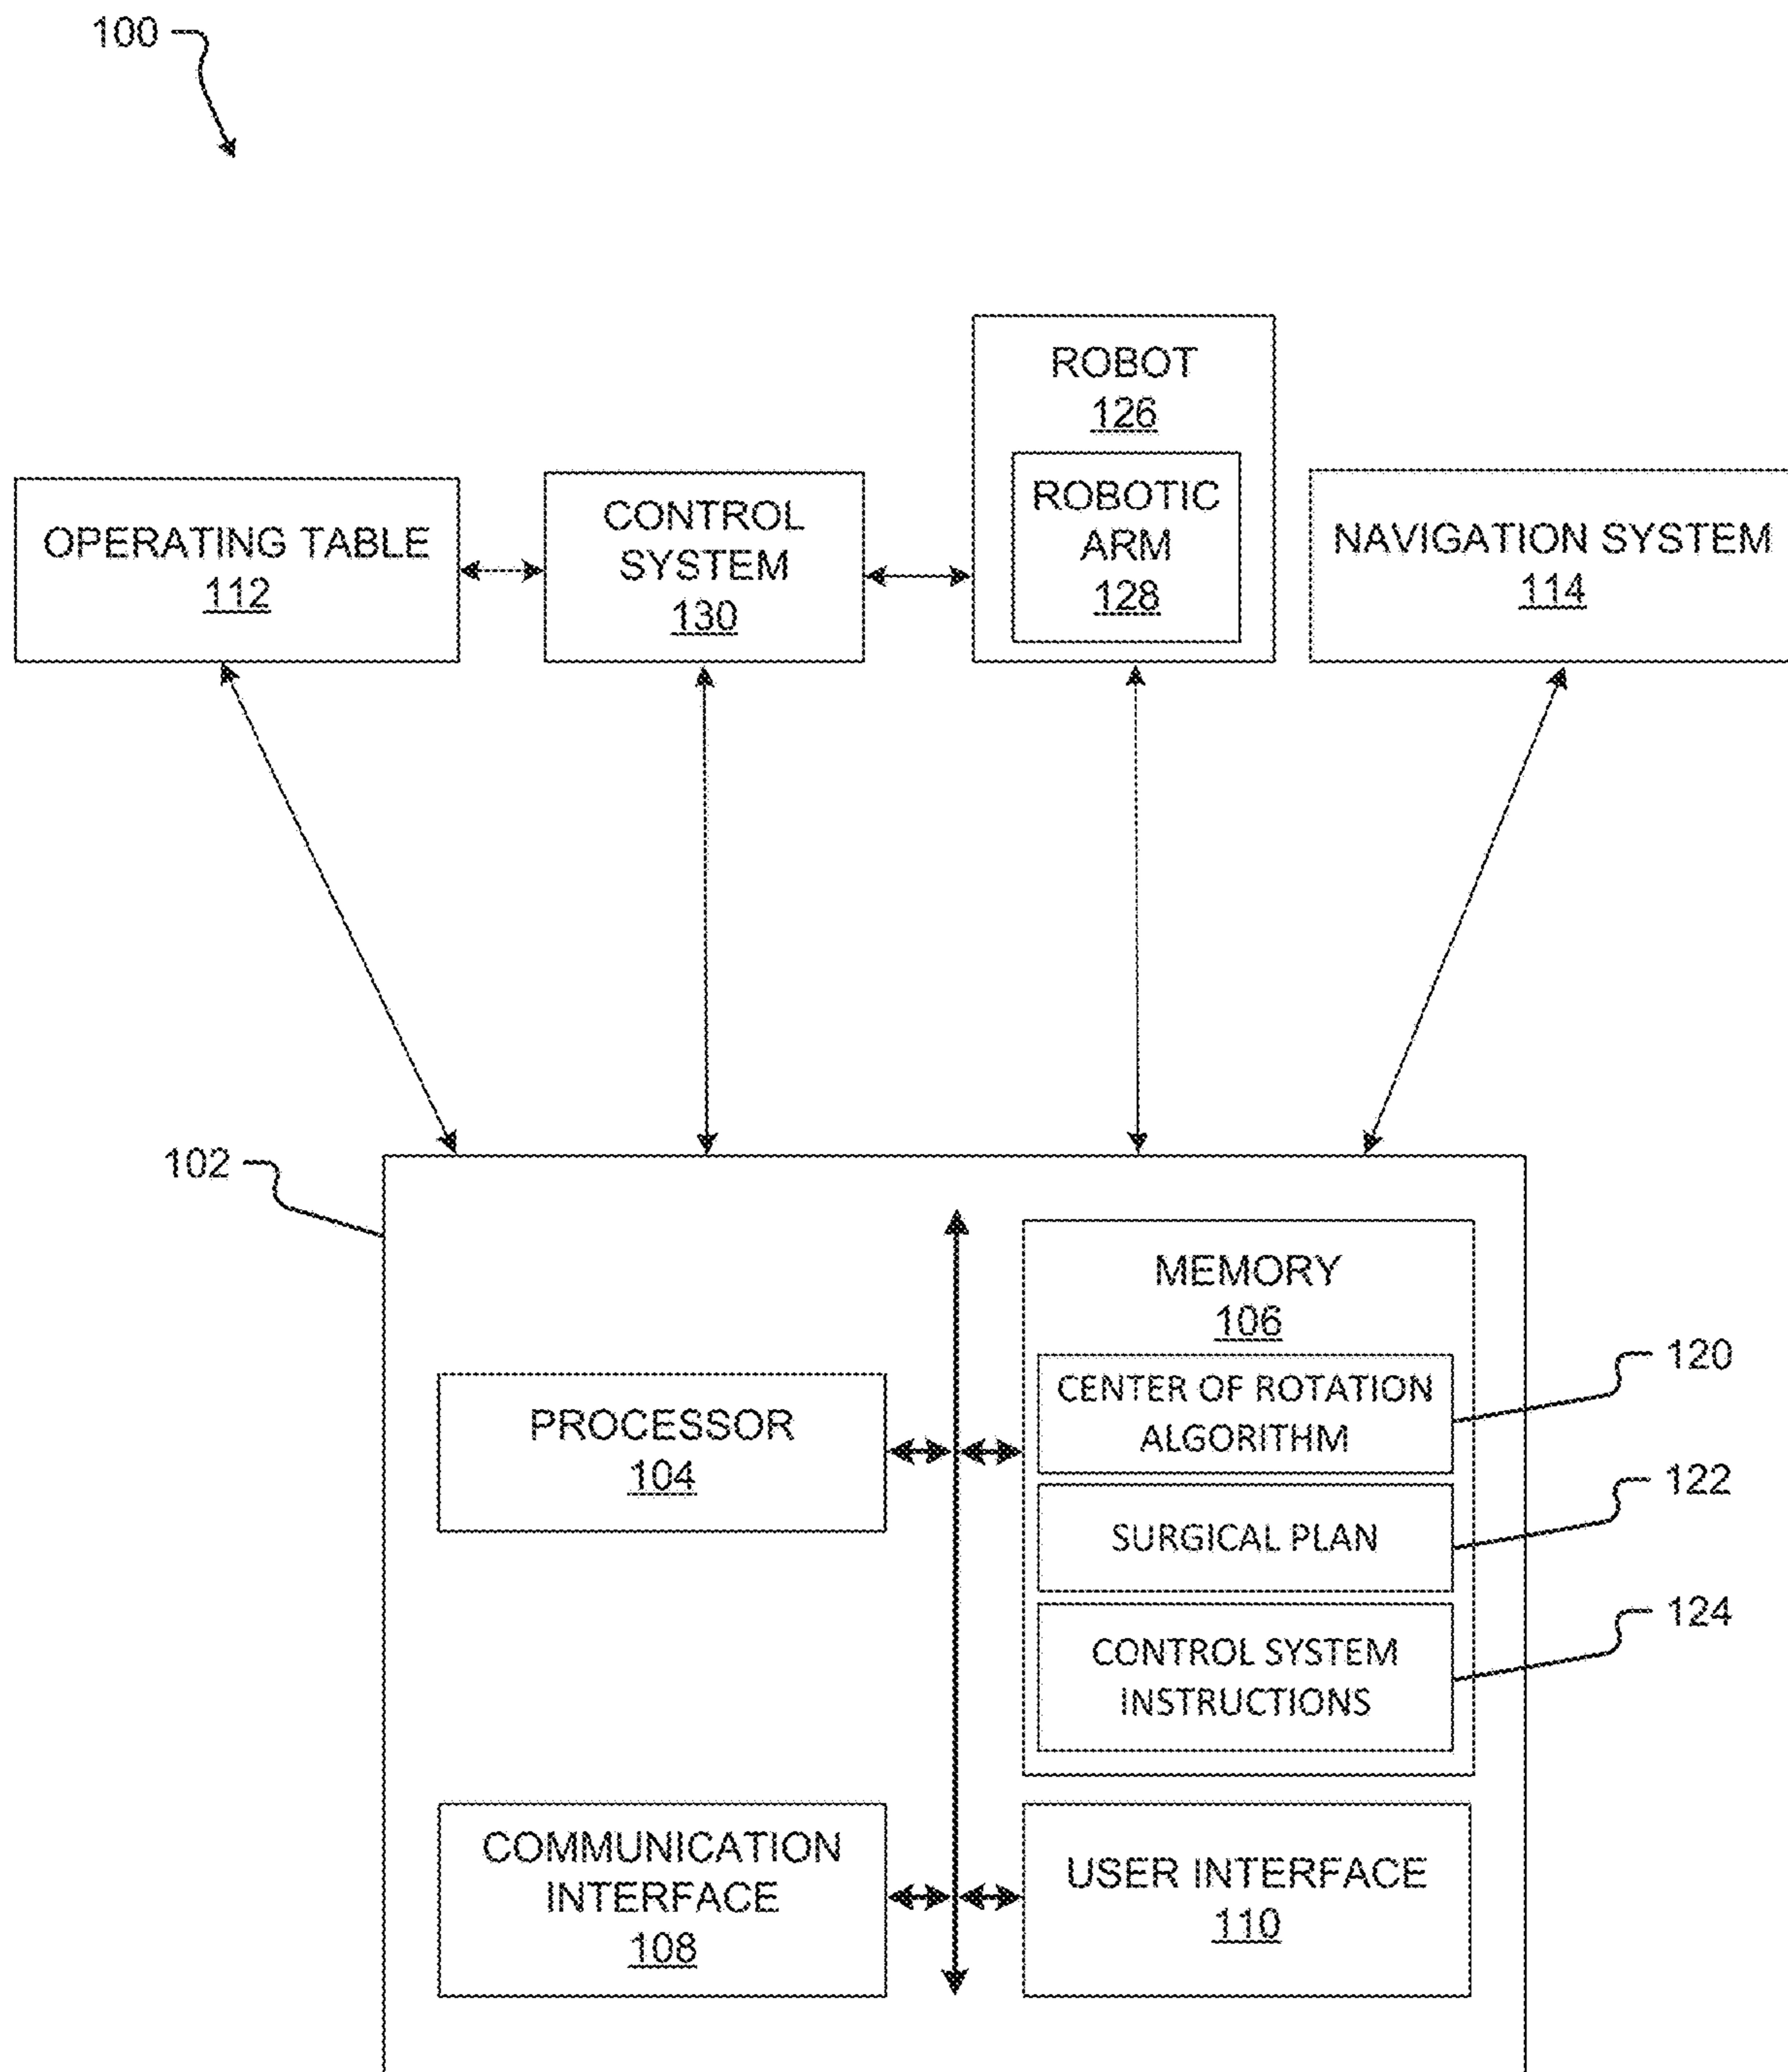 100
ROBOT
126
ROBOTIC
ARM
128
OPERATING TABLE
112
CONTROL
SYSTEM
130
NAVIGATION SYSTEM
114
102
MEMORY
106
CENTER OF ROTATION
ALGORITHM
120
PROCESSOR
104
SURGICAL PLAN
122
CONTROL SYSTEM
INSTRUCTIONS
124
COMMUNICATION
INTERFACE
108
USER INTERFACE
110